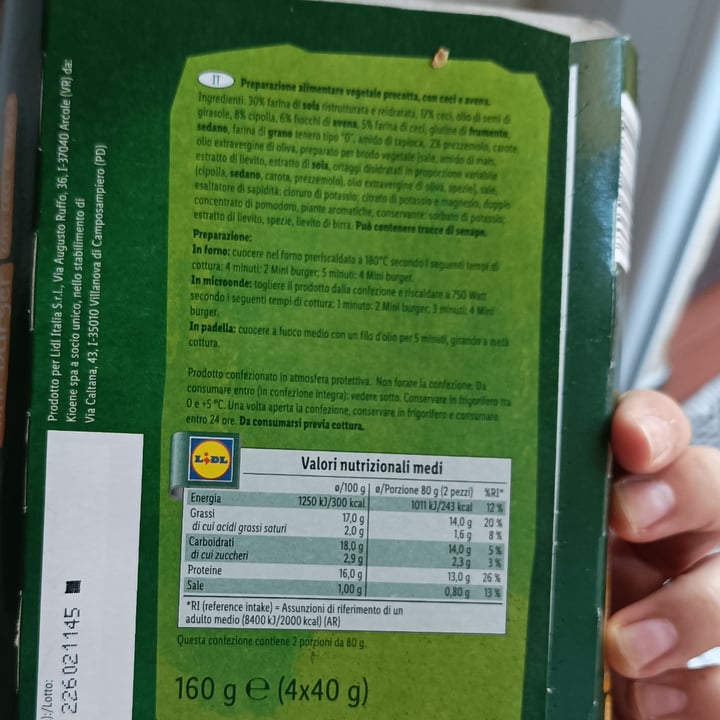 IT Preparazione alimentare vegetale precotta, con ceci e avena.
Ingredienti: 30% farina di soia ristrutturata e reidratata, 17% ceci, olio di semi di
girasole, 8% cipolla, 6% fiocchi di avena, 5% farina di ceci, glutine di frumento,
sedano, farina di grano tenero tipo "0", amido di tapioca, 2% prezzemolo, carote,
olio extravergine di oliva, preparato per brodo vegetale [sale, amido di mais,
estratto di lievito, estratto di soia, ortaggi disidratati in proporzione variabile
(cipolla, sedano, carota, prezzemolo), olio extravergine di oliva, spezie], sale,
esaltatore di sapidità: cloruro di potassio; citrato di potassio e magnesio, doppio
concentrato di pomodoro, piante aromatiche, conservante: sorbato di potassio;
estratto di lievito, spezie, lievito di birra. Può contenere tracce di senape.
Preparazione:
In forno: cuocere nel forno preriscaldato a 180°C secondo i seguenti tempi di
cottura: 4 minuti: 2 Mini burger; 5 minuti: 4 Mini burger.
In microonde: togliere il prodotto dalla confezione e riscaldare a 750 Watt
secondo i seguenti tempi di cottura: 1 minuto: 2 Mini burger; 3 minuti: 4 Mini
burger.
In padella: cuocere a fuoco medio con un filo d'olio per 5 minuti, girando a metà
cottura.
Prodotto confezionato in atmosfera protettiva. Non forare la confezione. Da
consumare entro (in confezione integra): vedere sotto. Conservare in frigorifero tra
0 e +5 °C. Una volta aperta la confezione, conservare in frigorifero e consumare
entro 24 ore. Da consumarsi previa cottura.
LIDL
Valori nutrizionali medi
ø/100 g ø/Porzione 80 g (2 pezzi) %RI*
Energia 1250 kJ/300 kcal 1011 kJ/243 kcal 12 %
Grassi 17,0 g 14,0 g 20 %
di cui acidi grassi saturi 2,0 g 1,6 g 8 %
Carboidrati 18,0 g 14,0 g 5 %
di cui zuccheri 2,9 g 2,3 g 3 %
Proteine 16,0 g 13,0 g 26 %
Sale 1,00 g 0,80 g 13 %
*RI (reference intake) = Assunzioni di riferimento di un
adulto medio (8400 kJ/2000 kcal) (AR)
Questa confezione contiene 2 porzioni da 80 g.
160 g e (4x40 g)
Prodotto per Lidl Italia S.r.l., Via Augusto Ruffo, 36, I-37040 Arcole (VR) da:
Kioene spa a socio unico, nello stabilimento di
Via Caltana, 43, I-35010 Villanova di Camposampiero (PD)
):/Lotto:
226021145